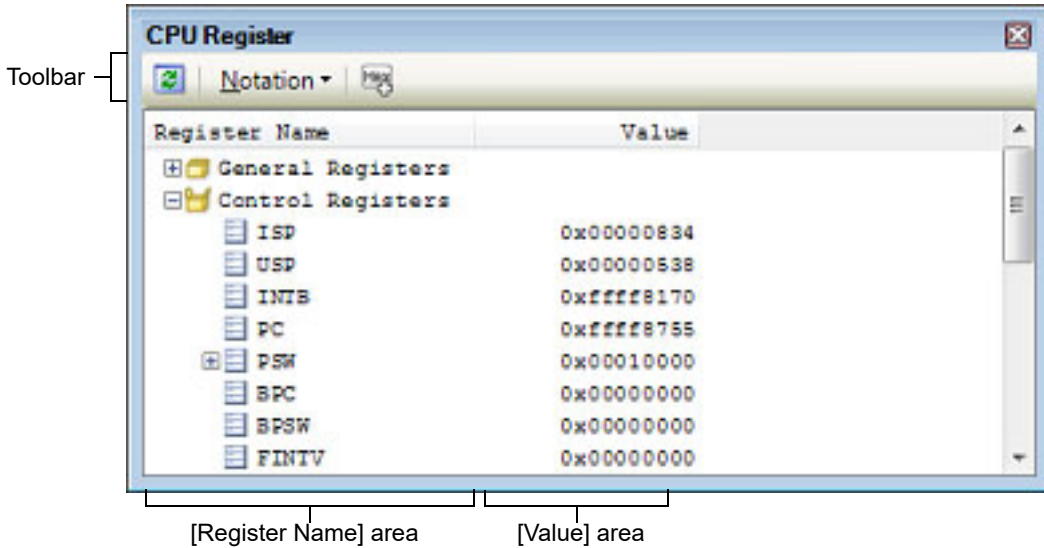 CPU Register
Toolbar
Notation
Hex
Register Name Value
General Registers
Control Registers
ISP 0x00000834
USP 0x00000538
INTB 0xffff8170
PC 0xffff8755
PSW 0x00010000
BPC 0x00000000
BPSW 0x00000000
FINTV 0x00000000
[Register Name] area [Value] area